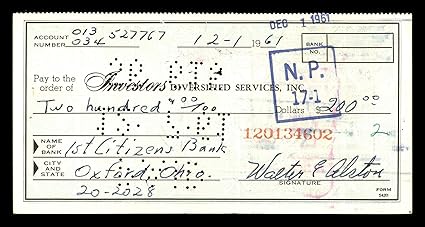 DEC 1 1961
ACCOUNT NUMBER 013 527767
034
12-1 1961
BANK NO.
N. P.
17-1
Pay to the order of Investors DIVERSIFIED SERVICES, INC.
Two hundred & 00/100 Dollars $200.00
120134602
NAME OF BANK 1st Citizens Bank
CITY AND STATE Oxford, Ohio.
20-2028
Walter E Alston
SIGNATURE
FORM